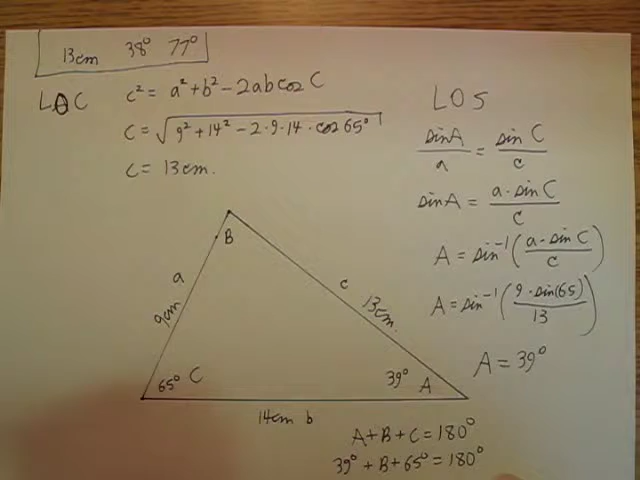 13cm 38° 77°
LOC c² = a² + b² - 2ab cos C
c = √9² + 14² - 2·9·14·cos 65°
c = 13cm.
LOS
sinA/a = sin C/c
sinA = a·sin C/c
A = sin⁻¹(a·sin C/c)
A = sin⁻¹(9·sin(65)/13)
A = 39°
B
a
9cm
c
13cm.
65° C
39° A
14cm b
A + B + C = 180°
39° + B + 65° = 180°